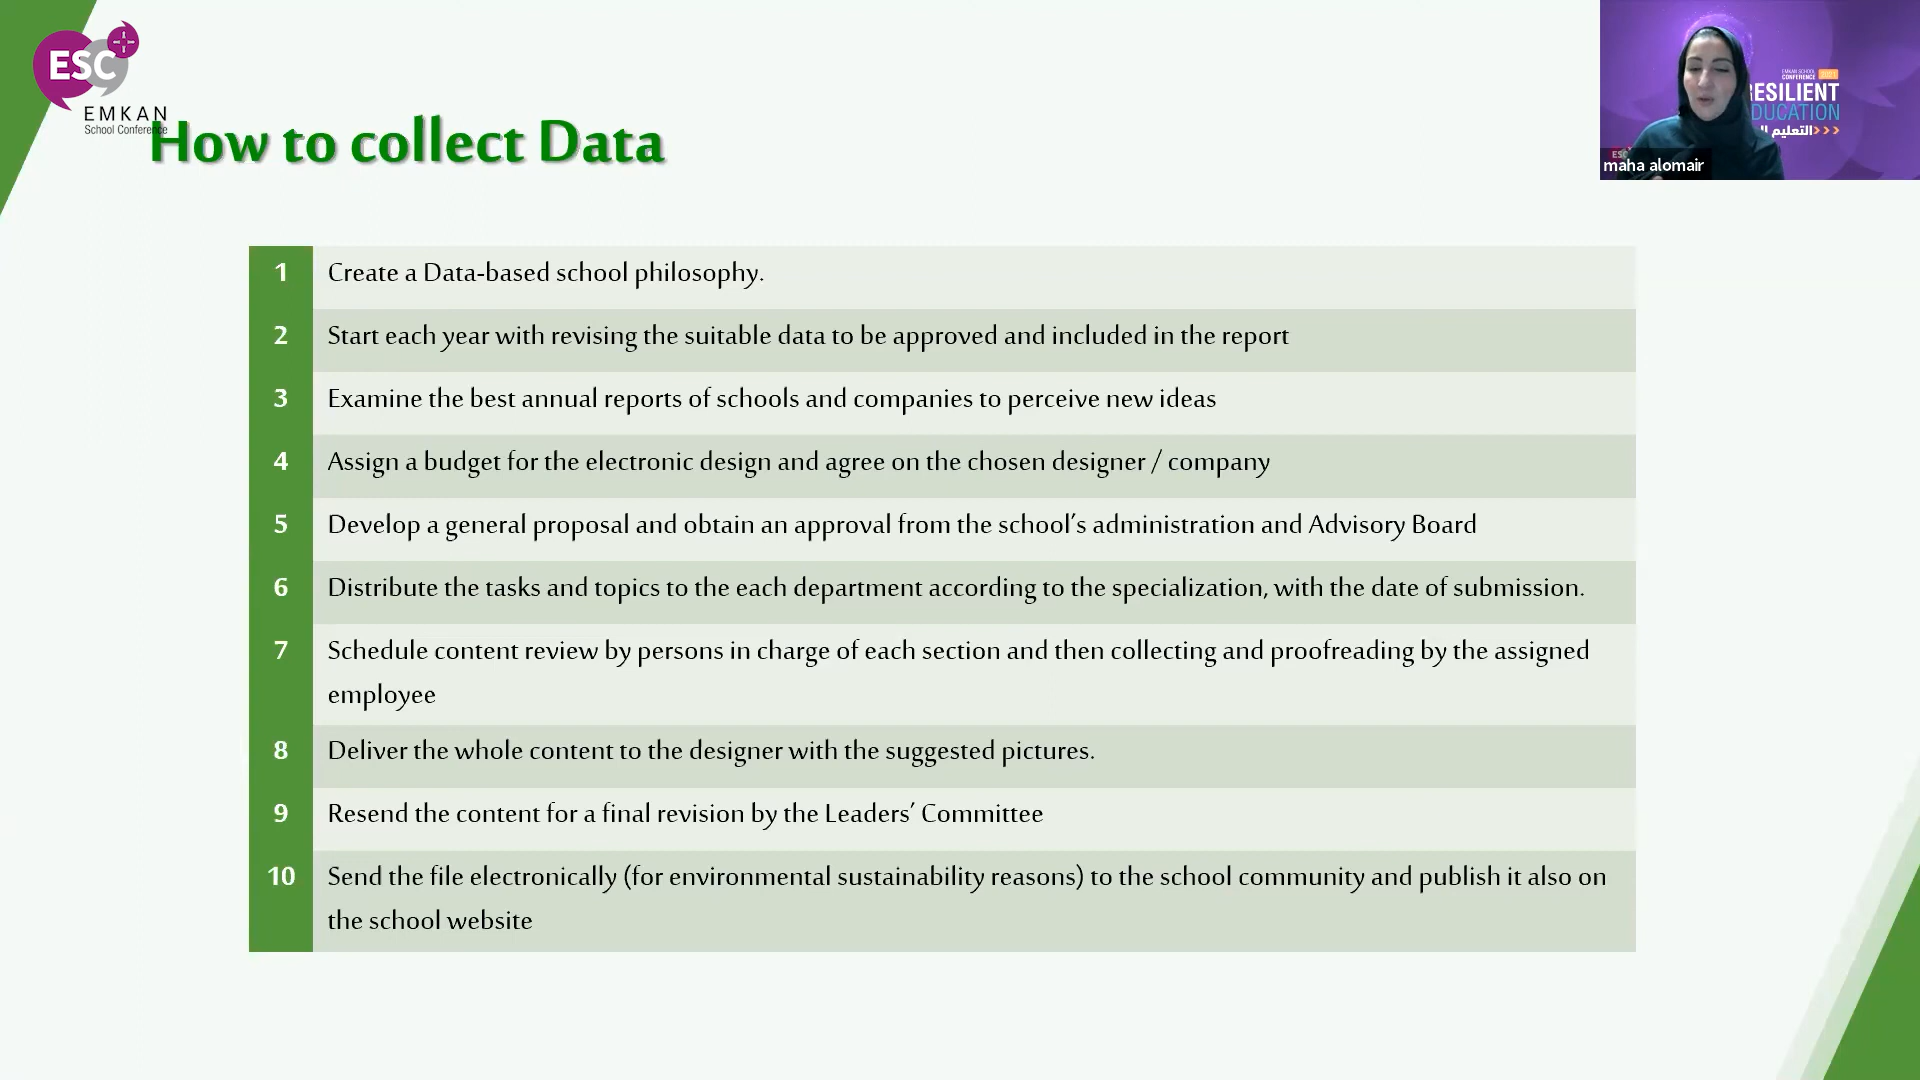 ESC
EMKAN
School Conference
How to collect Data
EMKAN SCHOOL
CONFERENCE
RESILIENT
EDUCATION
التعليم
maha alomair
1 Create a Data-based school philosophy.
2 Start each year with revising the suitable data to be approved and included in the report
3 Examine the best annual reports of schools and companies to perceive new ideas
4 Assign a budget for the electronic design and agree on the chosen designer / company
5 Develop a general proposal and obtain an approval from the school’s administration and Advisory Board
6 Distribute the tasks and topics to the each department according to the specialization, with the date of submission.
7 Schedule content review by persons in charge of each section and then collecting and proofreading by the assigned
employee
8 Deliver the whole content to the designer with the suggested pictures.
9 Resend the content for a final revision by the Leaders’ Committee
10 Send the file electronically (for environmental sustainability reasons) to the school community and publish it also on
the school website